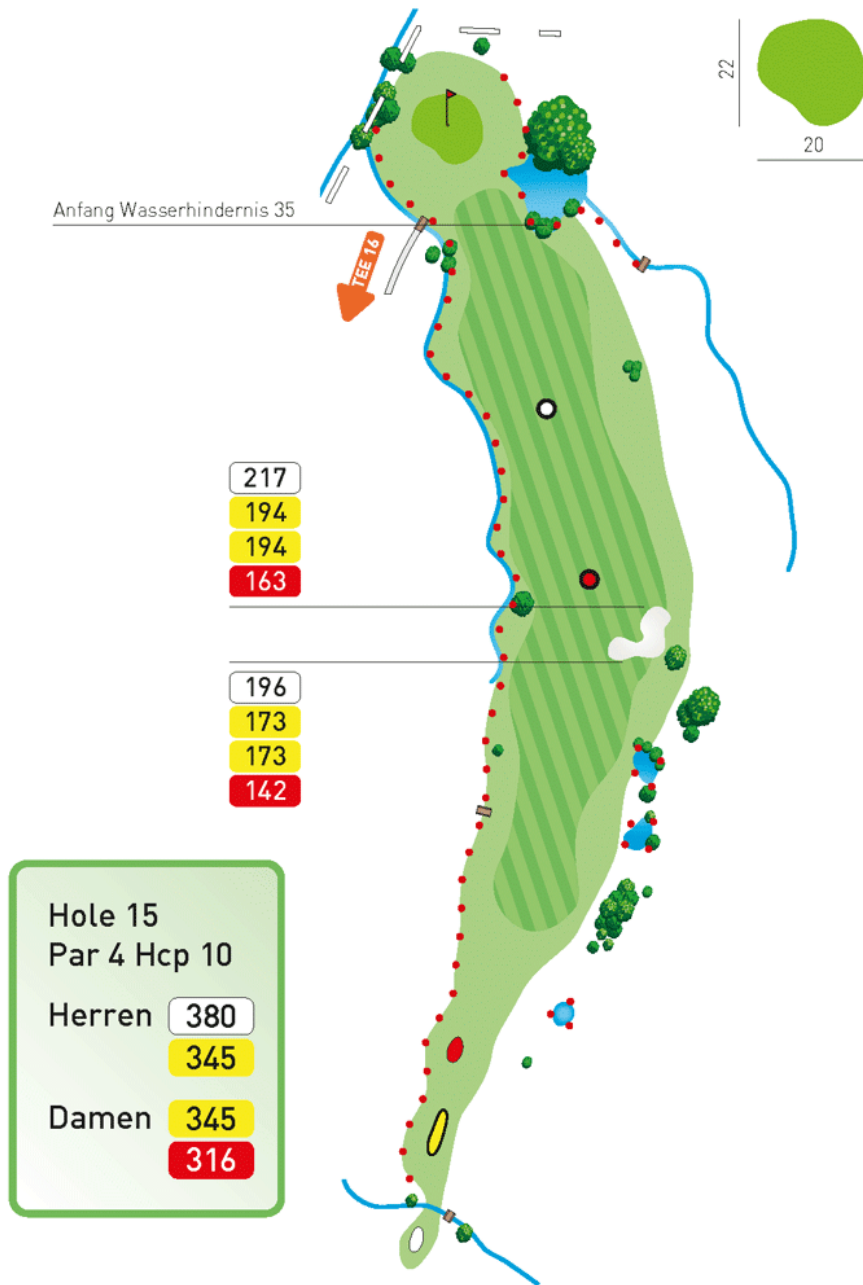 22
20
Anfang Wasserhindernis 35
TEE 16
217
194
194
163
196
173
173
142
Hole 15
Par 4 Hcp 10
Herren 380
345
Damen 345
316